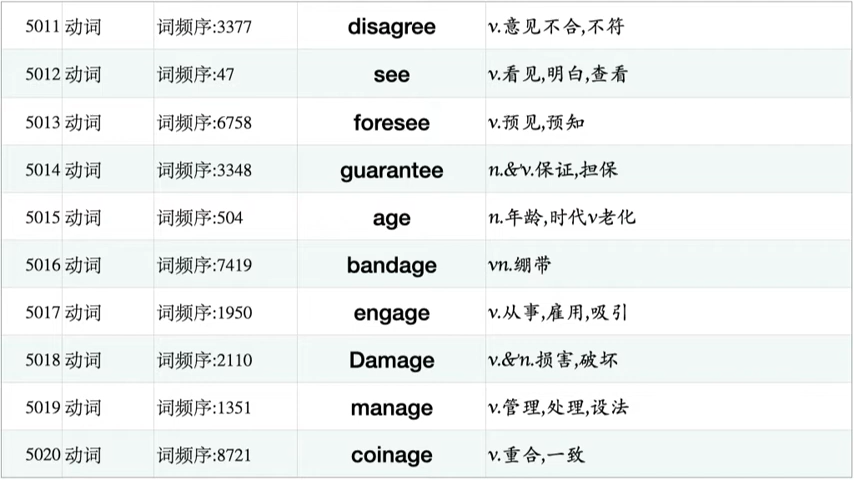 5011 动词 词频序:3377 disagree v.意见不合,不符
5012 动词 词频序:47 see v.看见,明白,查看
5013 动词 词频序:6758 foresee v.预见,预知
5014 动词 词频序:3348 guarantee n.&v.保证,担保
5015 动词 词频序:504 age n.年龄,时代v老化
5016 动词 词频序:7419 bandage vn.绷带
5017 动词 词频序:1950 engage v.从事,雇用,吸引
5018 动词 词频序:2110 Damage v.&n.损害,破坏
5019 动词 词频序:1351 manage v.管理,处理,设法
5020 动词 词频序:8721 coinage v.重合,一致